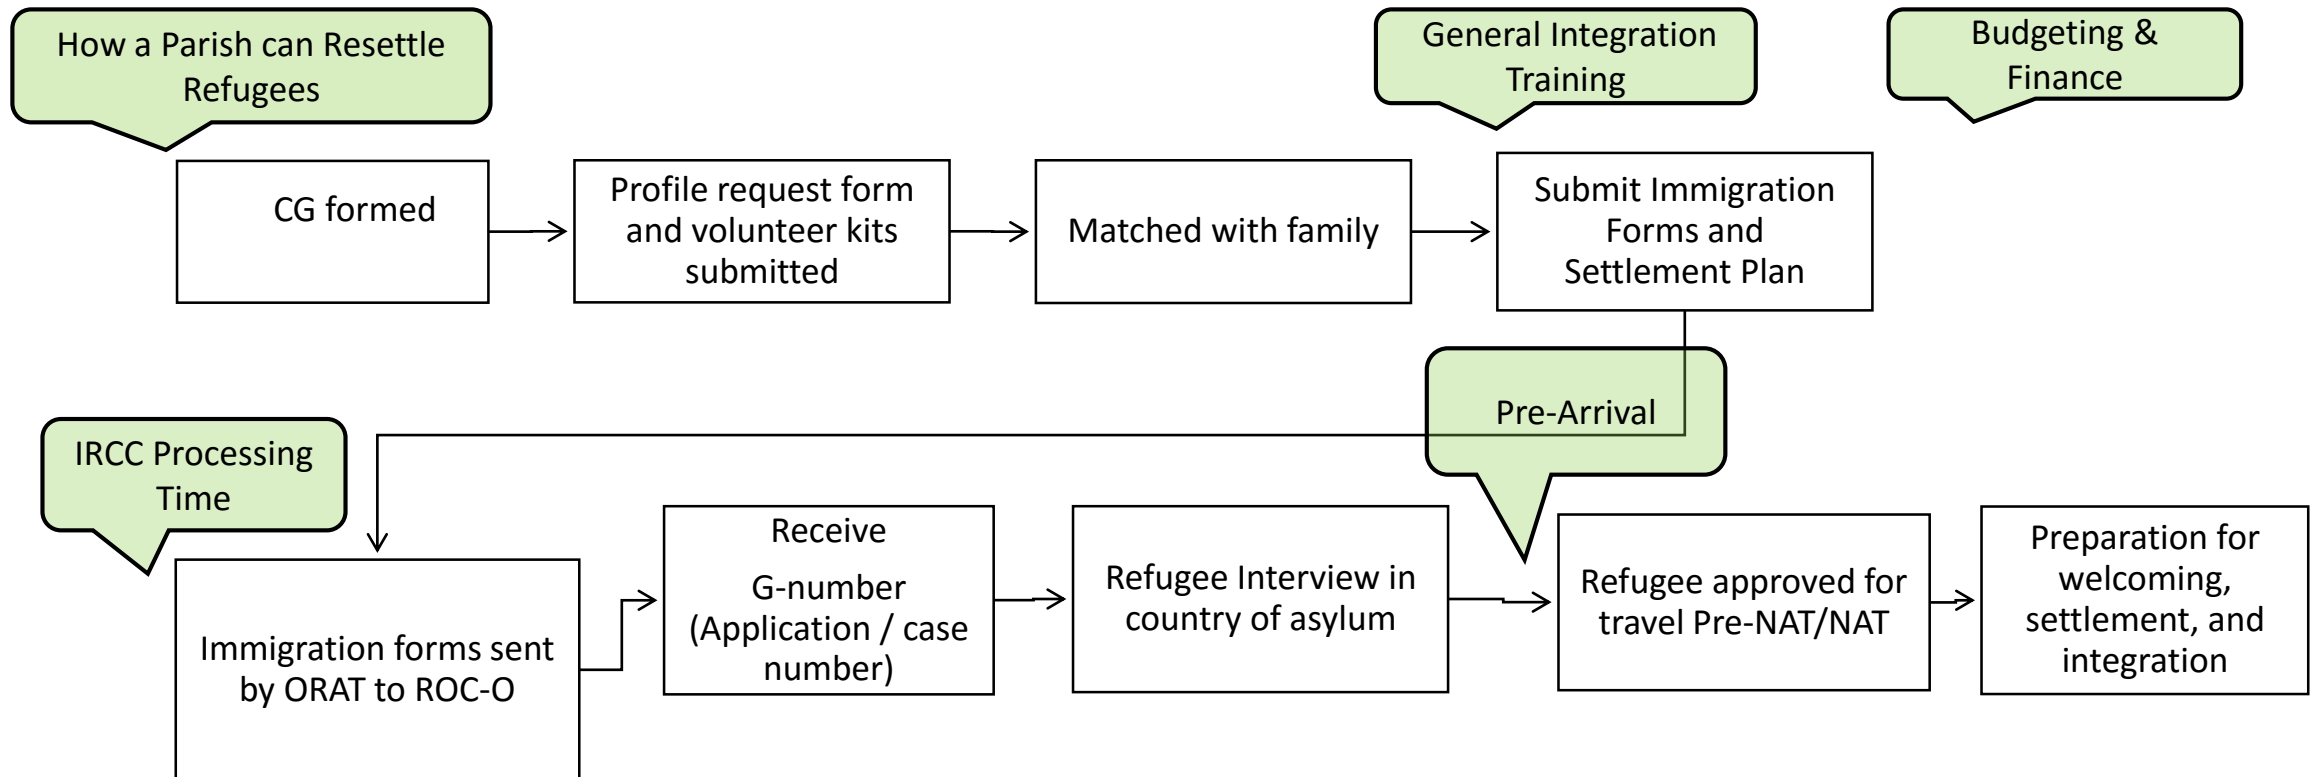 How a Parish can Resettle
Refugees
General Integration
Training
Budgeting &
Finance
CG formed
Profile request form
and volunteer kits
submitted
Matched with family
Submit Immigration
Forms and
Settlement Plan
Pre-Arrival
IRCC Processing
Time
Immigration forms sent
by ORAT to ROC-O
Receive
G-number
(Application / case
number)
Refugee Interview in
country of asylum
Refugee approved for
travel Pre-NAT/NAT
Preparation for
welcoming,
settlement, and
integration